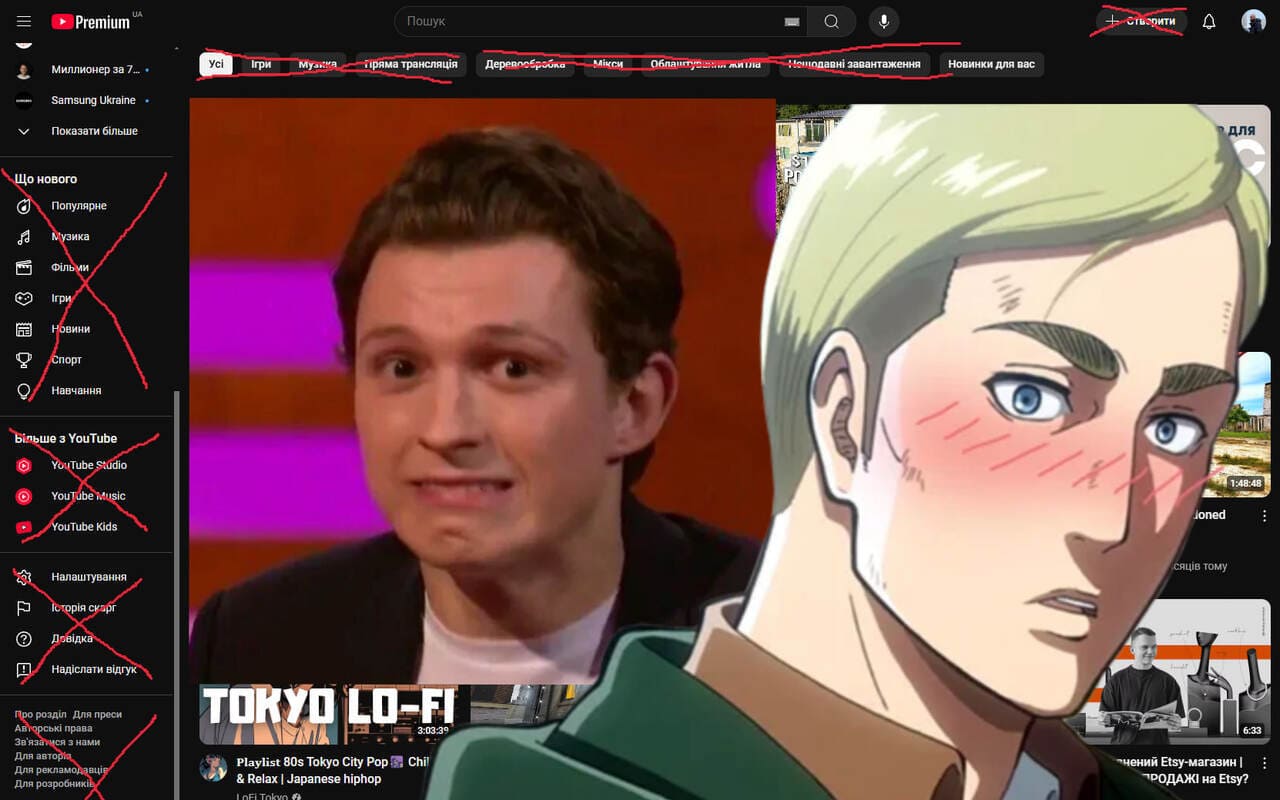 Premium UA
Пошук
Створити
Усі
Ігри
Музика
Пряма трансляція
Деревообробка
Мікси
Облаштування житла
Нещодавні завантаження
Новинки для вас
Миллионер за 7...
Samsung Ukraine
Показати більше
Що нового
Популярне
Музика
Фільми
Ігри
Новини
Спорт
Навчання
Більше з YouTube
YouTube Studio
YouTube Music
YouTube Kids
Налаштування
Історія скарг
Довідка
Надіслати відгук
Про розділ Для преси
Авторські права
Зв'язатися з нами
Для авторів
Для рекламодавців
Для розробників
для
1:48:48
doned
сяців тому
TOKYO LO-FI
3:03:39
Playlist 80s Tokyo City Pop Chil
& Relax | Japanese hiphop
LoFi Tokyo
6:33
нений Etsy-магазин |
ПРОДАЖІ на Etsy?